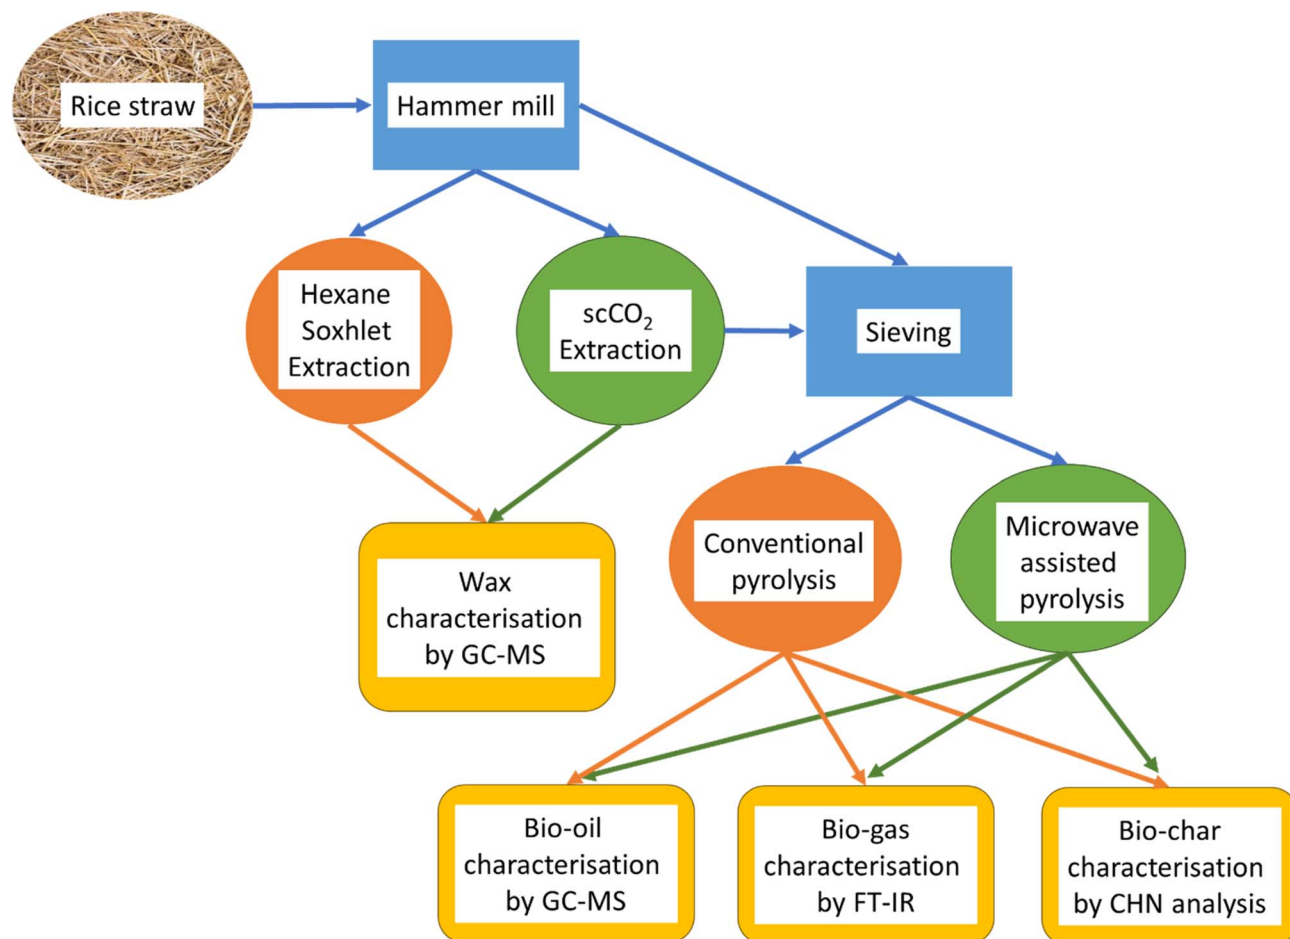 Rice straw
Hammer mill
Hexane
Soxhlet
Extraction
scCO₂
Extraction
Sieving
Conventional
pyrolysis
Microwave
assisted
pyrolysis
Wax
characterisation
by GC-MS
Bio-oil
characterisation
by GC-MS
Bio-gas
characterisation
by FT-IR
Bio-char
characterisation
by CHN analysis